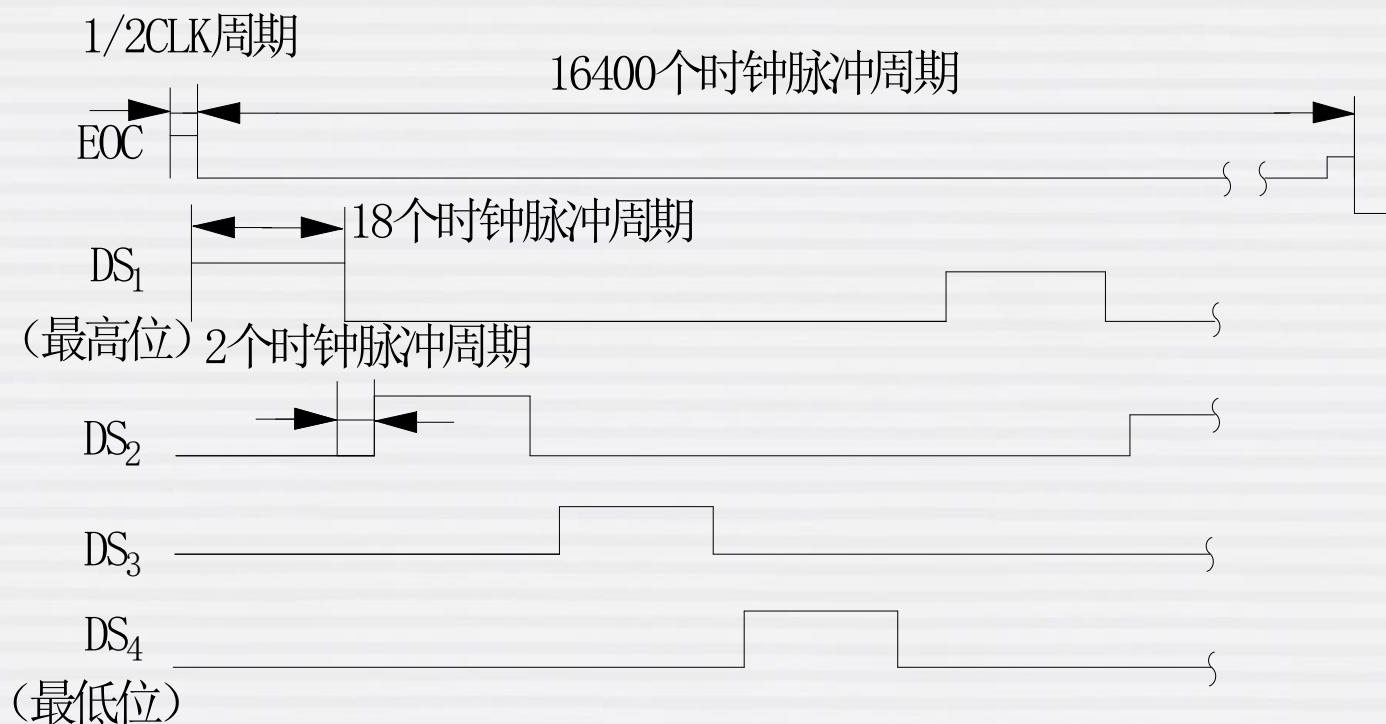 1/2CLK周期
16400个时钟脉冲周期
EOC
18个时钟脉冲周期
DS₁
（最高位）
2个时钟脉冲周期
DS₂
DS₃
DS₄
（最低位）